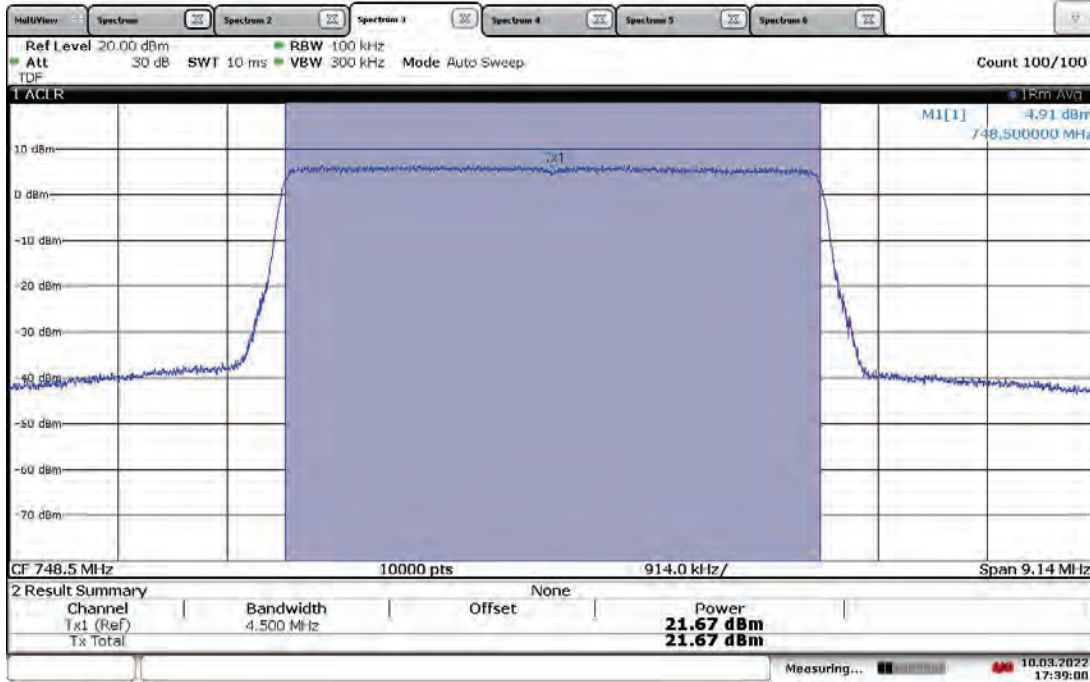 MultiView Spectrum Spectrum 2 Spectrum 3 Spectrum 4 Spectrum 5 Spectrum 6
Ref Level 20.00 dBm RBW 100 kHz
Att 30 dB SWT 10 ms VBW 300 kHz Mode Auto Sweep Count 100/100
TDF
1 ACLR 1Rm Avg
M1[1] 4.91 dBm
748.500000 MHz
10 dBm
Tx1
0 dBm
-10 dBm
-20 dBm
-30 dBm
-40 dBm
-50 dBm
-60 dBm
-70 dBm
CF 748.5 MHz 10000 pts 914.0 kHz/ Span 9.14 MHz
2 Result Summary None
Channel Bandwidth Offset Power
Tx1 (Ref) 4.500 MHz 21.67 dBm
Tx Total 21.67 dBm
Measuring... 10.03.2022
17:39:00